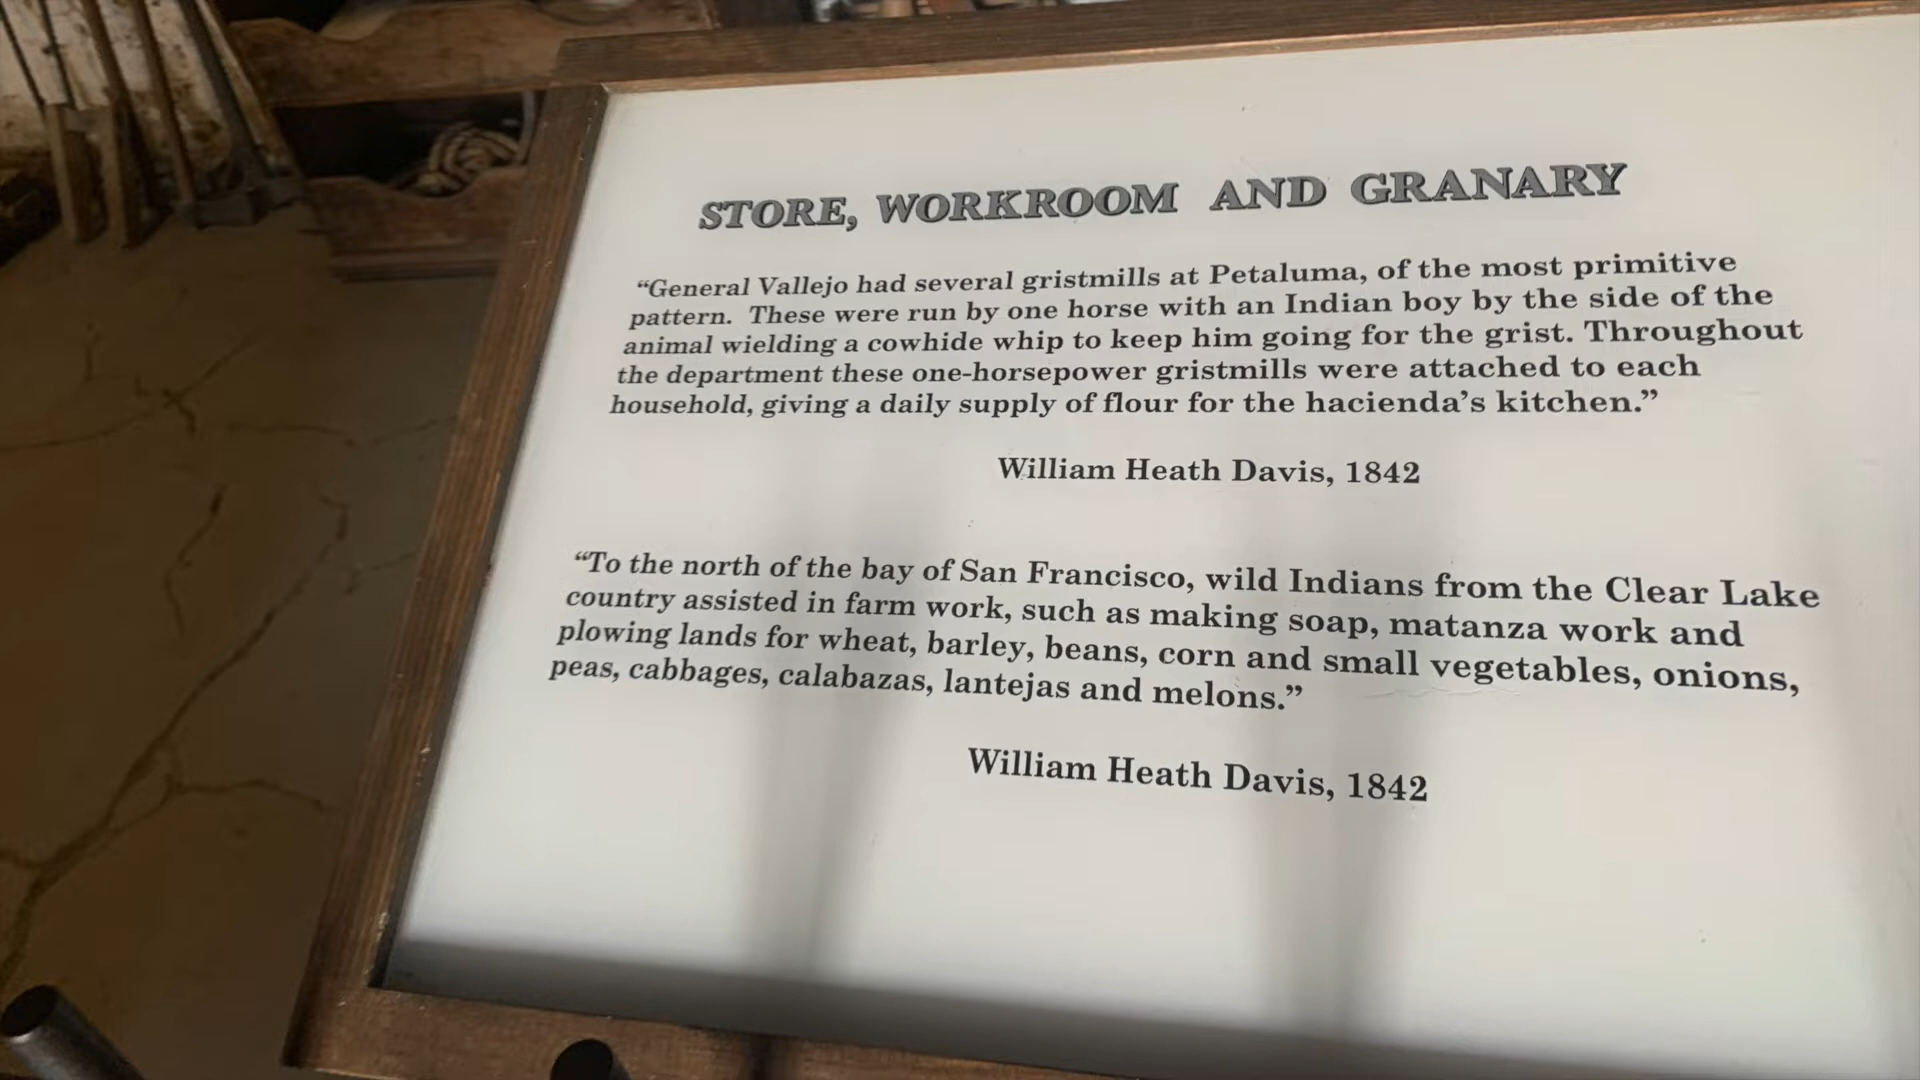 STORE, WORKROOM AND GRANARY
“General Vallejo had several gristmills at Petaluma, of the most primitive
pattern. These were run by one horse with an Indian boy by the side of the
animal wielding a cowhide whip to keep him going for the grist. Throughout
the department these one-horsepower gristmills were attached to each
household, giving a daily supply of flour for the hacienda’s kitchen.”
William Heath Davis, 1842
“To the north of the bay of San Francisco, wild Indians from the Clear Lake
country assisted in farm work, such as making soap, matanza work and
plowing lands for wheat, barley, beans, corn and small vegetables, onions,
peas, cabbages, calabazas, lantejas and melons.”
William Heath Davis, 1842